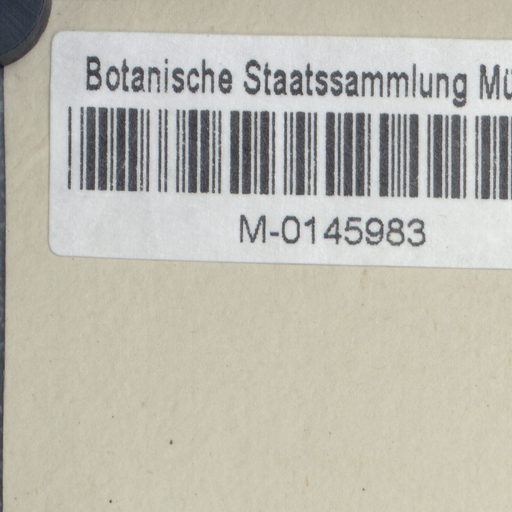 Botanische Staatssammlung Mü
M-0145983